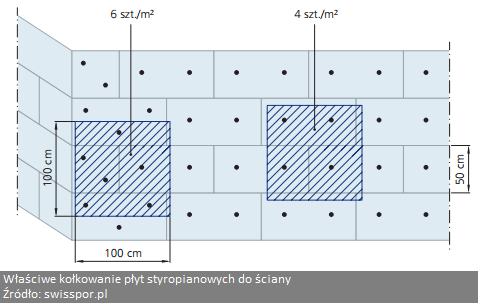 6 szt./m²
4 szt./m²
100 cm
50 cm
100 cm
Właściwe kołkowanie płyt styropianowych do ściany
Źródło: swisspor.pl